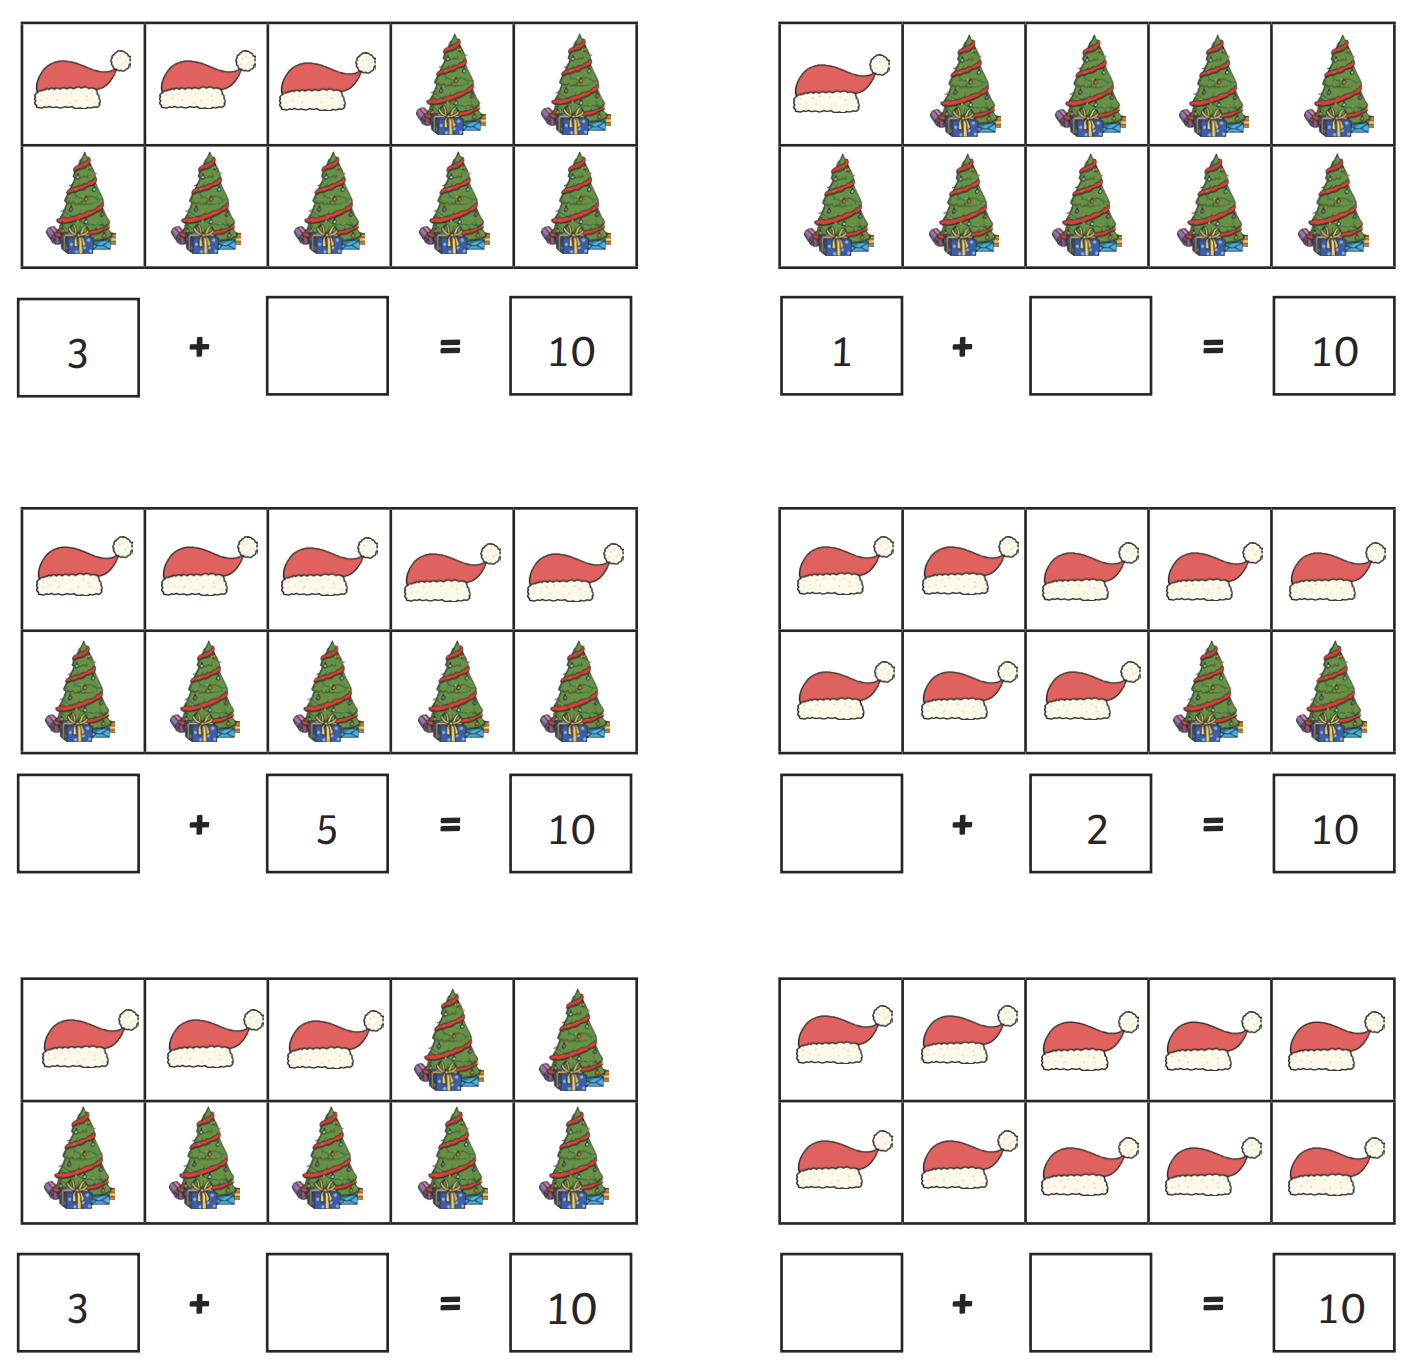 3 + = 10
1 + = 10
+ 5 = 10
+ 2 = 10
3 + = 10
+ = 10